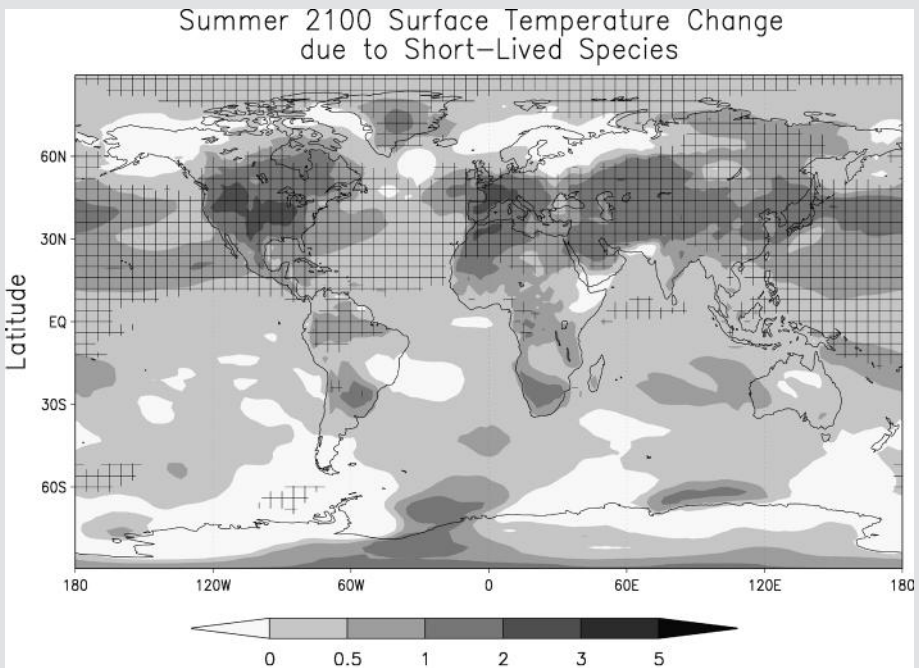 Summer 2100 Surface Temperature Change
due to Short-Lived Species
60N
30N
EQ
30S
60S
Latitude
180 120W 60W 0 60E 120E 180
0 0.5 1 2 3 5